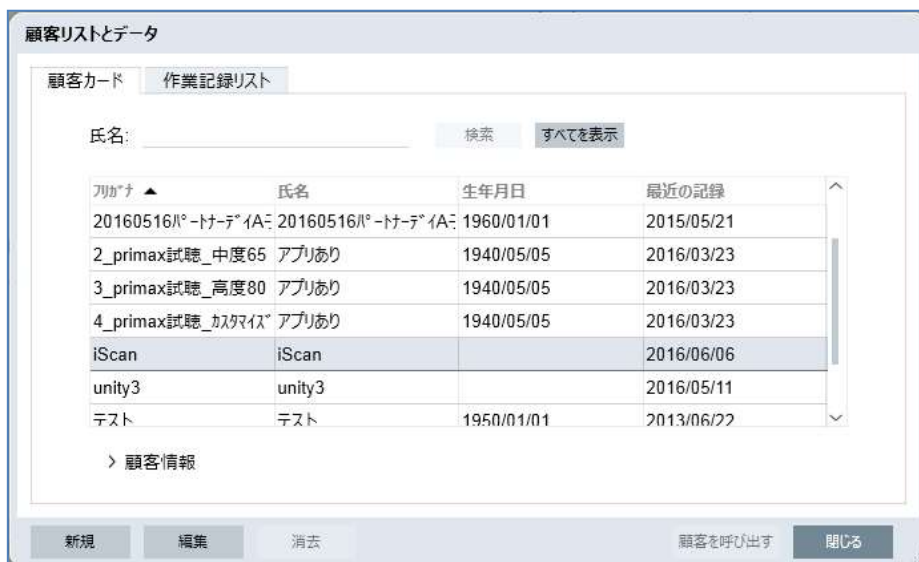 顧客リストとデータ
顧客カード 作業記録リスト
氏名: 検索 すべてを表示
ﾌﾘｶﾞﾅ ▲ 氏名 生年月日 最近の記録
20160516ﾊﾟｰﾄﾅｰﾃﾞｲA 20160516ﾊﾟｰﾄﾅｰﾃﾞｲA 1960/01/01 2015/05/21
2_primax試聴_中度65 アプリあり 1940/05/05 2016/03/23
3_primax試聴_高度80 アプリあり 1940/05/05 2016/03/23
4_primax試聴_ｶｽﾀﾏｲｽﾞ アプリあり 1940/05/05 2016/03/23
iScan iScan 2016/06/06
unity3 unity3 2016/05/11
テスト テスト 1950/01/01 2013/06/22
> 顧客情報
新規 編集 消去 顧客を呼び出す 閉じる